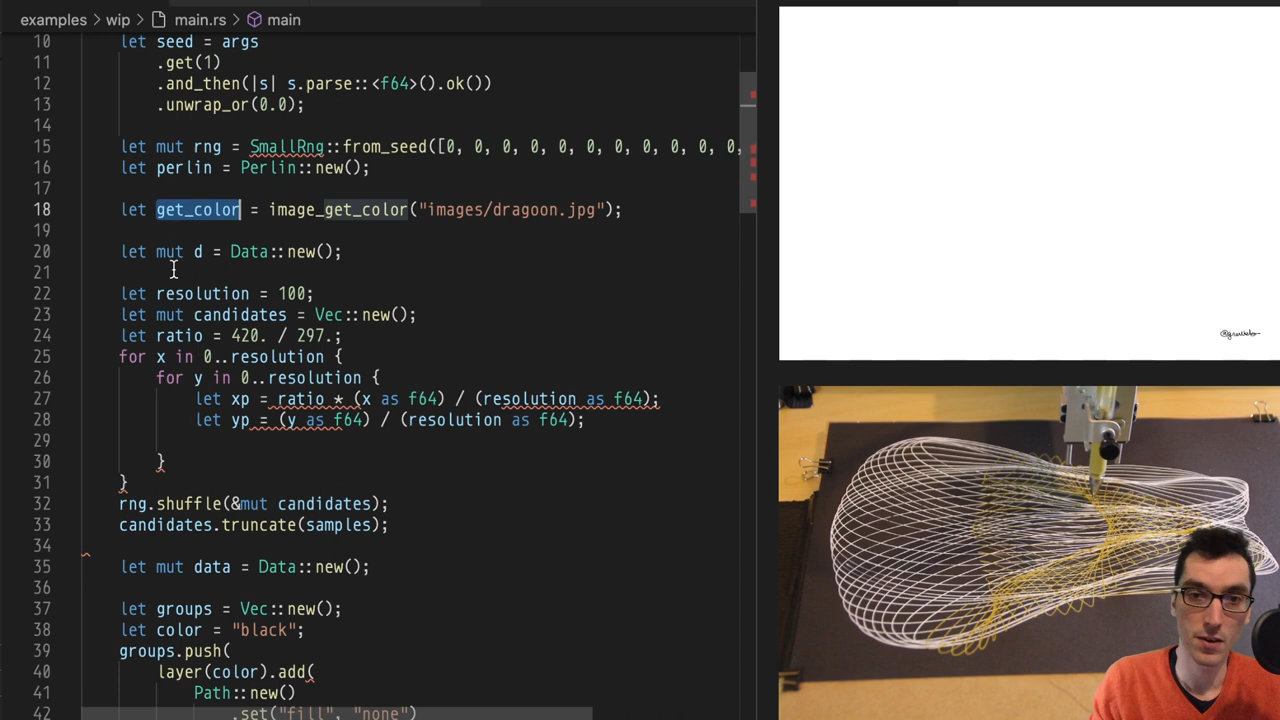 examples › wip › main.rs › main
10 let seed = args
11 .get(1)
12 .and_then(|s| s.parse::<f64>().ok())
13 .unwrap_or(0.0);
14
15 let mut rng = SmallRng::from_seed([0, 0, 0, 0, 0, 0, 0, 0, 0, 0,
16 let perlin = Perlin::new();
17
18 let get_color = image_get_color("images/dragoon.jpg");
19
20 let mut d = Data::new();
21
22 let resolution = 100;
23 let mut candidates = Vec::new();
24 let ratio = 420. / 297.;
25 for x in 0..resolution {
26 for y in 0..resolution {
27 let xp = ratio * (x as f64) / (resolution as f64);
28 let yp = (y as f64) / (resolution as f64);
29
30 }
31 }
32 rng.shuffle(&mut candidates);
33 candidates.truncate(samples);
34
35 let mut data = Data::new();
36
37 let groups = Vec::new();
38 let color = "black";
39 groups.push(
40 layer(color).add(
41 Path::new()
42 .set("fill", "none")